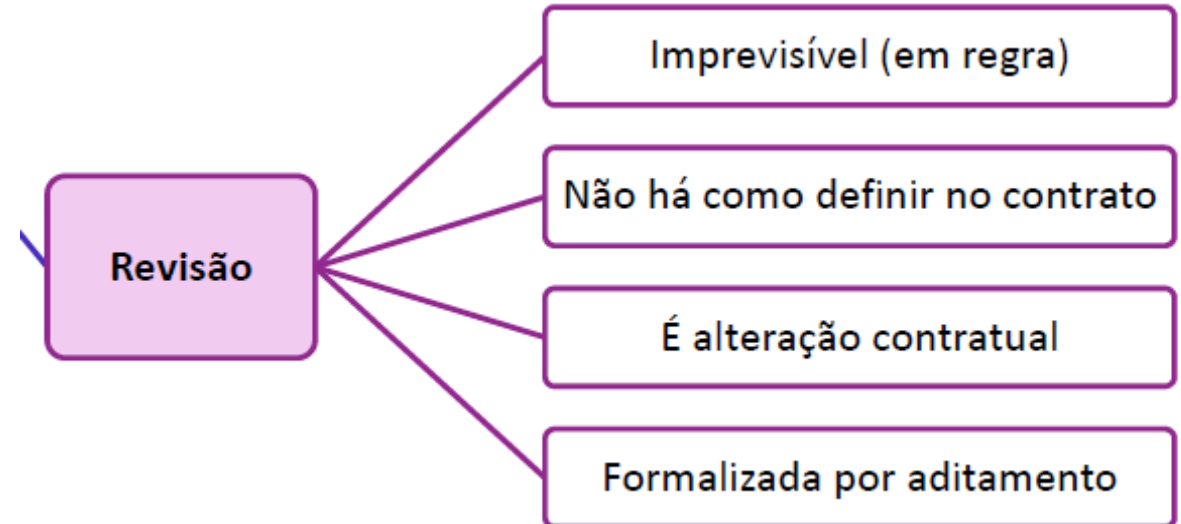 Imprevisível (em regra)
Não há como definir no contrato
Revisão
É alteração contratual
Formalizada por aditamento